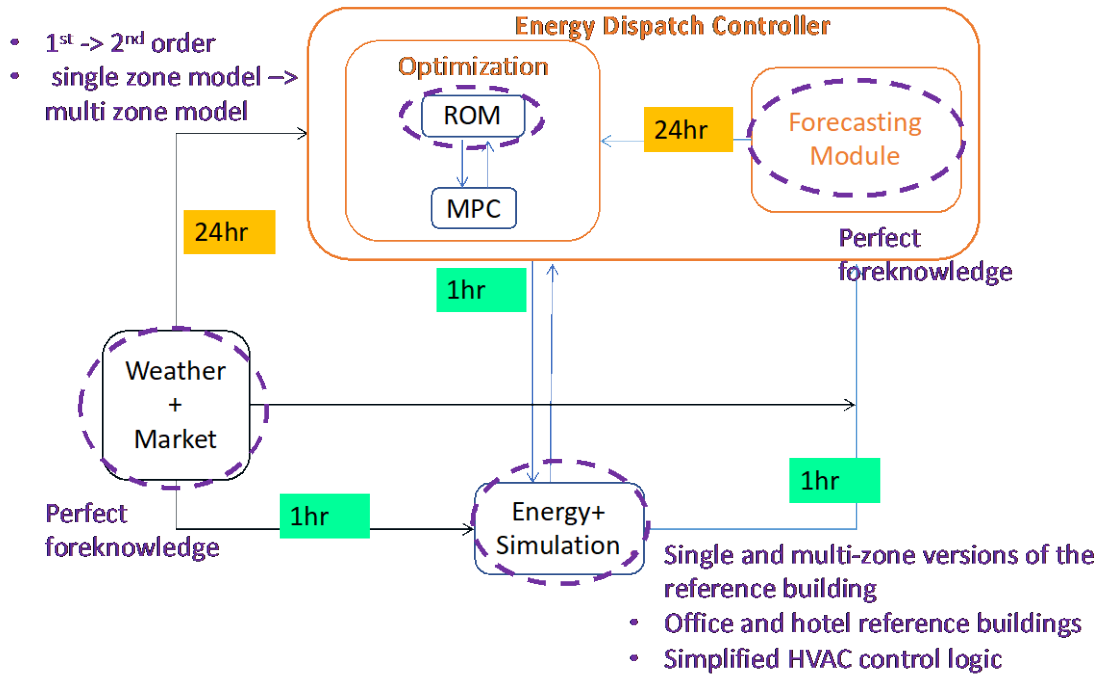 Energy Dispatch Controller
• 1st -> 2nd order
• single zone model –>
multi zone model
Optimization
ROM
MPC
24hr
Forecasting
Module
24hr
Perfect
foreknowledge
1hr
Weather
+
Market
1hr
Perfect
foreknowledge
1hr
Energy+
Simulation
Single and multi-zone versions of the
reference building
• Office and hotel reference buildings
• Simplified HVAC control logic